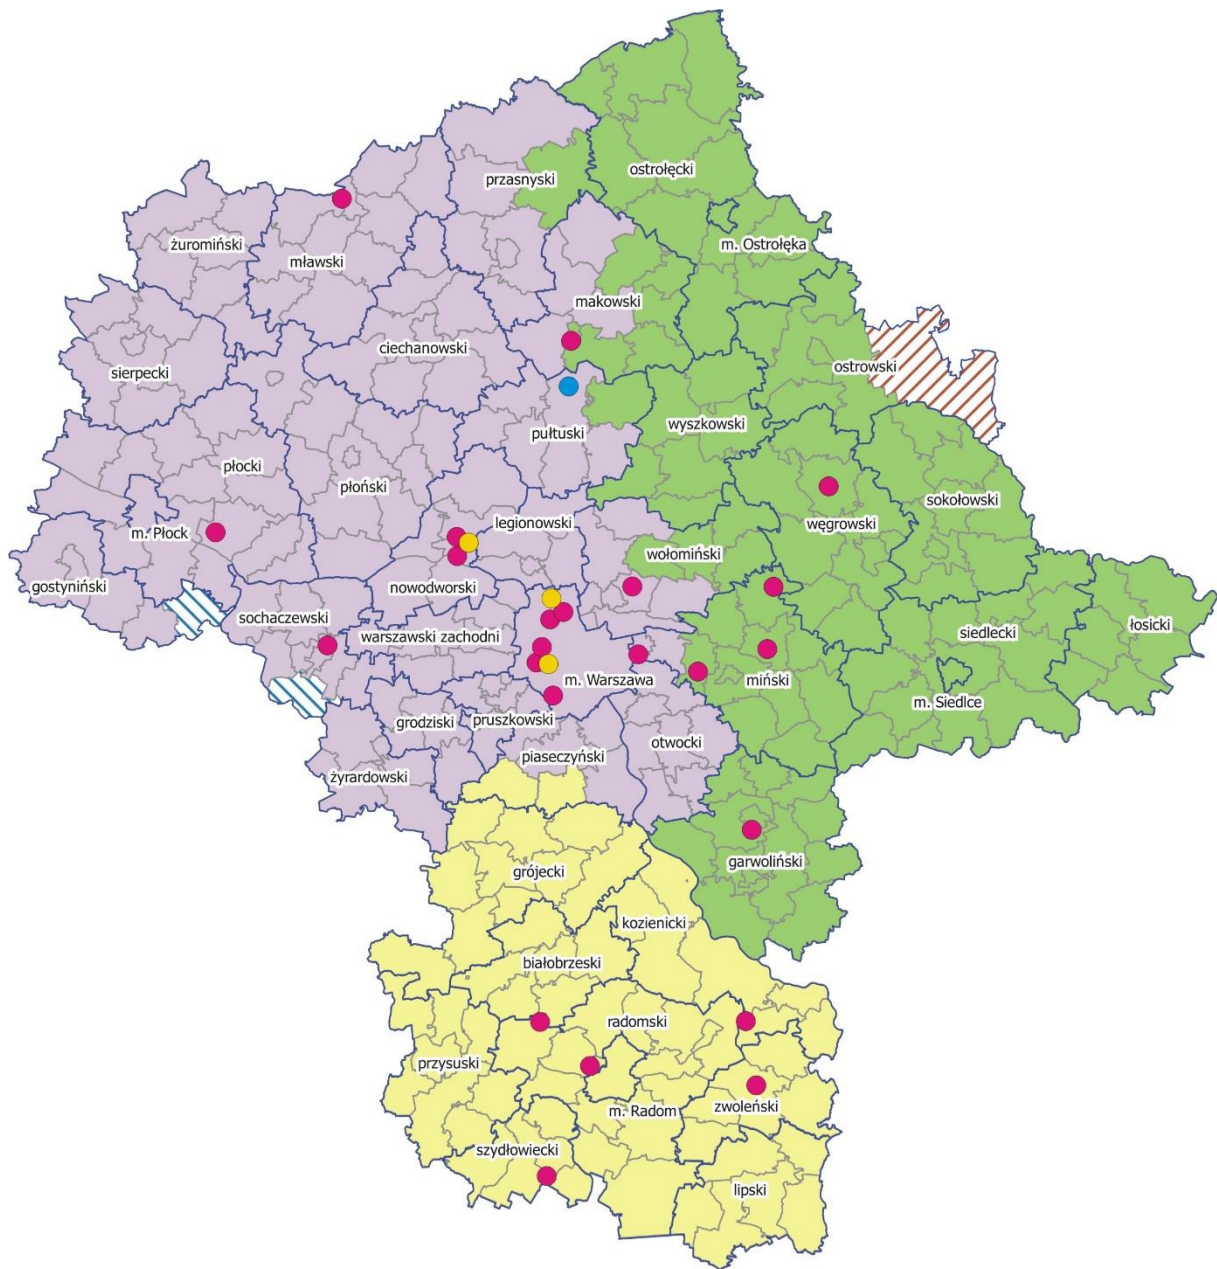 ostrołęcki
przasnyski
m. Ostrołęka
żuromiński
mławski
makowski
ciechanowski
ostrowski
sierpecki
wyszkowski
pułtuski
płocki
płoński
sokołowski
legionowski
węgrowski
m. Płock
wołomiński
gostyniński
nowodworski
sochaczewski
łosicki
warszawski zachodni
siedlecki
m. Warszawa
miński
m. Siedlce
grodziski
pruszkowski
otwocki
piaseczyński
żyrardowski
garwoliński
grójecki
kozienicki
białobrzeski
radomski
przysuski
zwoleński
m. Radom
szydłowiecki
lipski